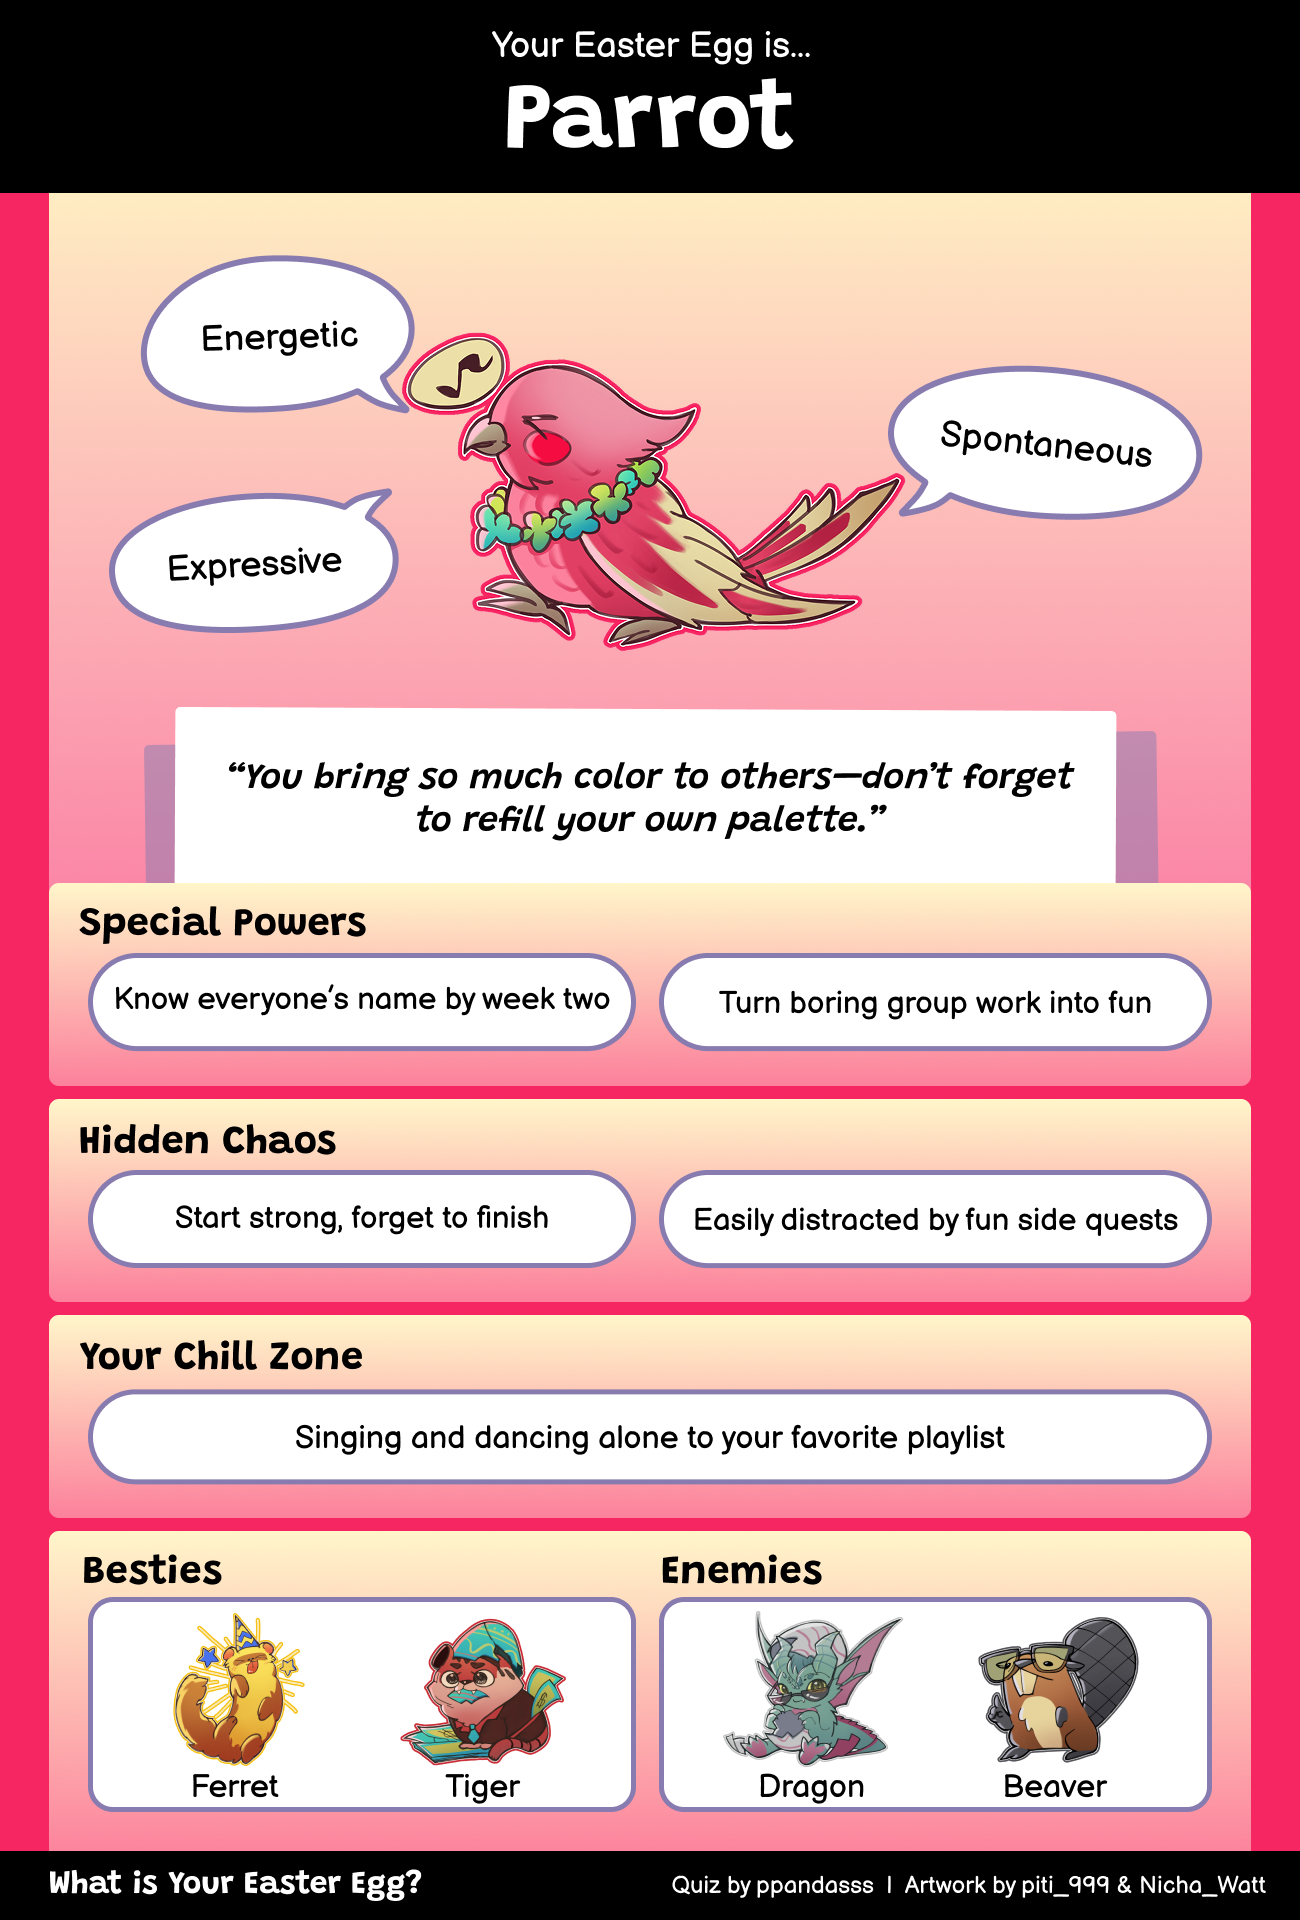 Your Easter Egg is...
Parrot
Energetic
Spontaneous
Expressive
“You bring so much color to others—don’t forget
to refill your own palette.”
Special Powers
Know everyone’s name by week two
Turn boring group work into fun
Hidden Chaos
Start strong, forget to finish
Easily distracted by fun side quests
Your Chill Zone
Singing and dancing alone to your favorite playlist
Besties
Enemies
Ferret
Tiger
Dragon
Beaver
What is Your Easter Egg?
Quiz by ppandasss | Artwork by piti_999 & Nicha_Watt